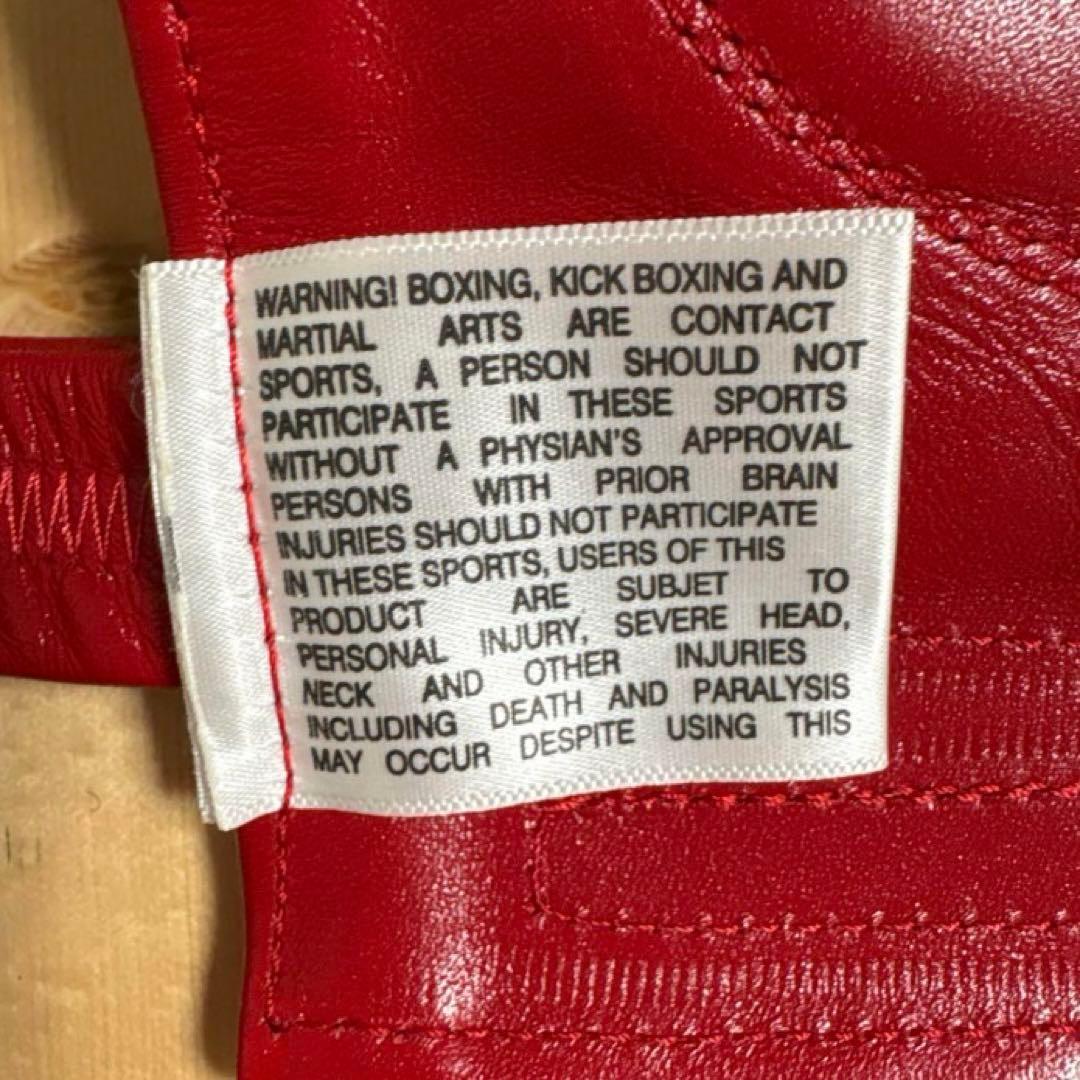 WARNING! BOXING, KICK BOXING AND
MARTIAL ARTS ARE CONTACT
SPORTS, A PERSON SHOULD NOT
PARTICIPATE IN THESE SPORTS
WITHOUT A PHYSIAN'S APPROVAL
PERSONS WITH PRIOR BRAIN
INJURIES SHOULD NOT PARTICIPATE
IN THESE SPORTS, USERS OF THIS
PRODUCT ARE SUBJET TO
PERSONAL INJURY, SEVERE HEAD,
NECK AND OTHER INJURIES
INCLUDING DEATH AND PARALYSIS
MAY OCCUR DESPITE USING THIS